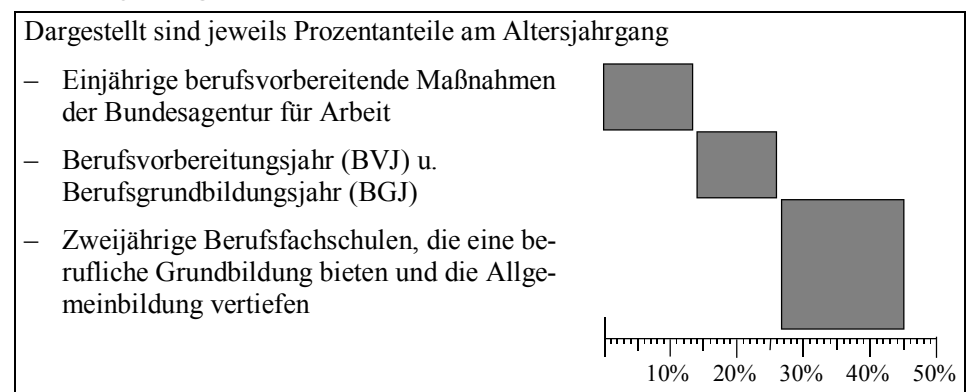 Dargestellt sind jeweils Prozentanteile am Altersjahrgang
– Einjährige berufsvorbereitende Maßnahmen
der Bundesagentur für Arbeit
– Berufsvorbereitungsjahr (BVJ) u.
Berufsgrundbildungsjahr (BGJ)
– Zweijährige Berufsfachschulen, die eine be-
rufliche Grundbildung bieten und die Allge-
meinbildung vertiefen
10% 20% 30% 40% 50%